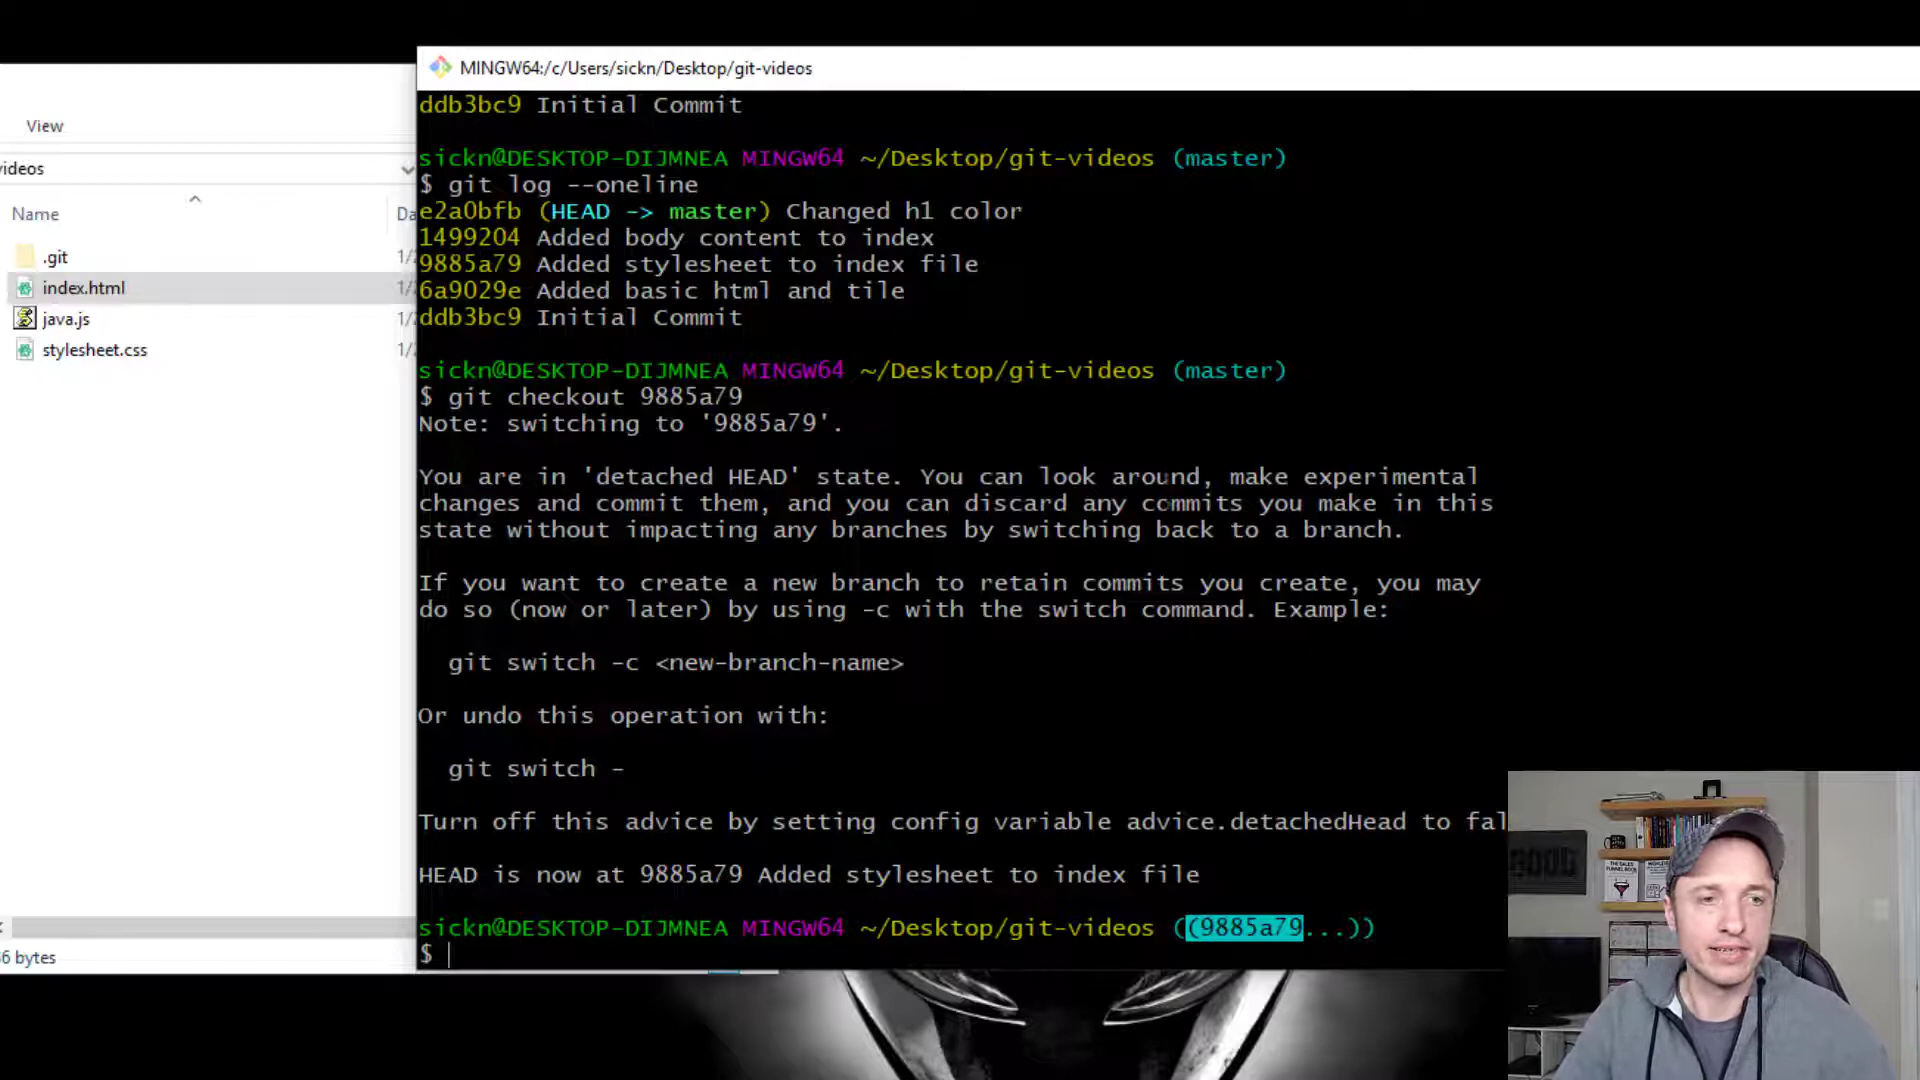 View
videos
Name
Da
.git
1/2
index.html
1/2
java.js
1/2
stylesheet.css
1/2
6 bytes
MINGW64:/c/Users/sickn/Desktop/git-videos
ddb3bc9 Initial Commit
sickn@DESKTOP-DIJMNEA MINGW64 ~/Desktop/git-videos (master)
$ git log --oneline
e2a0bfb (HEAD -> master) Changed h1 color
1499204 Added body content to index
9885a79 Added stylesheet to index file
6a9029e Added basic html and tile
ddb3bc9 Initial Commit
sickn@DESKTOP-DIJMNEA MINGW64 ~/Desktop/git-videos (master)
$ git checkout 9885a79
Note: switching to '9885a79'.
You are in 'detached HEAD' state. You can look around, make experimental
changes and commit them, and you can discard any commits you make in this
state without impacting any branches by switching back to a branch.
If you want to create a new branch to retain commits you create, you may
do so (now or later) by using -c with the switch command. Example:
git switch -c <new-branch-name>
Or undo this operation with:
git switch -
Turn off this advice by setting config variable advice.detachedHead to fal
HEAD is now at 9885a79 Added stylesheet to index file
sickn@DESKTOP-DIJMNEA MINGW64 ~/Desktop/git-videos ((9885a79...))
$